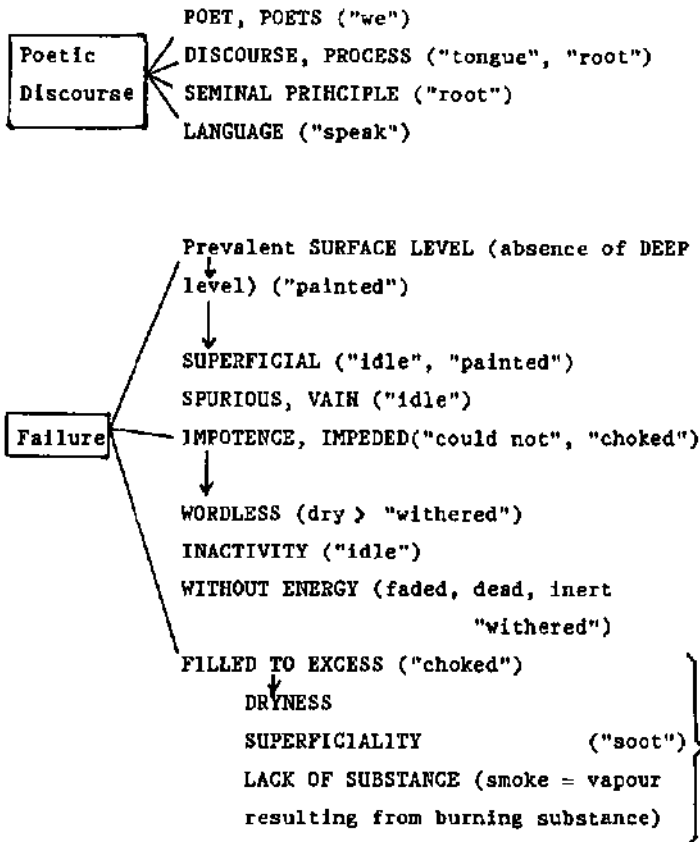 POET, POETS ("we")
Poetic
Discourse
DISCOURSE, PROCESS ("tongue", "root")
SEMINAL PRIHCIPLE ("root")
LANGUAGE ("speak")
Prevalent SURFACE LEVEL (absence of DEEP
level) ("painted")
SUPERFICIAL ("idle", "painted")
SPURIOUS, VAIH ("idle")
Failure
IMPOTENCE, IMPEDED("could not", "choked")
WORDLESS (dry > "withered")
INACTIVITY ("idle")
WITHOUT ENERGY (faded, dead, inert
"withered")
FILLED TO EXCESS ("choked")
DRYNESS
SUPERFICIALITY ("soot")
LACK OF SUBSTANCE (smoke = vapour
resulting from burning substance)